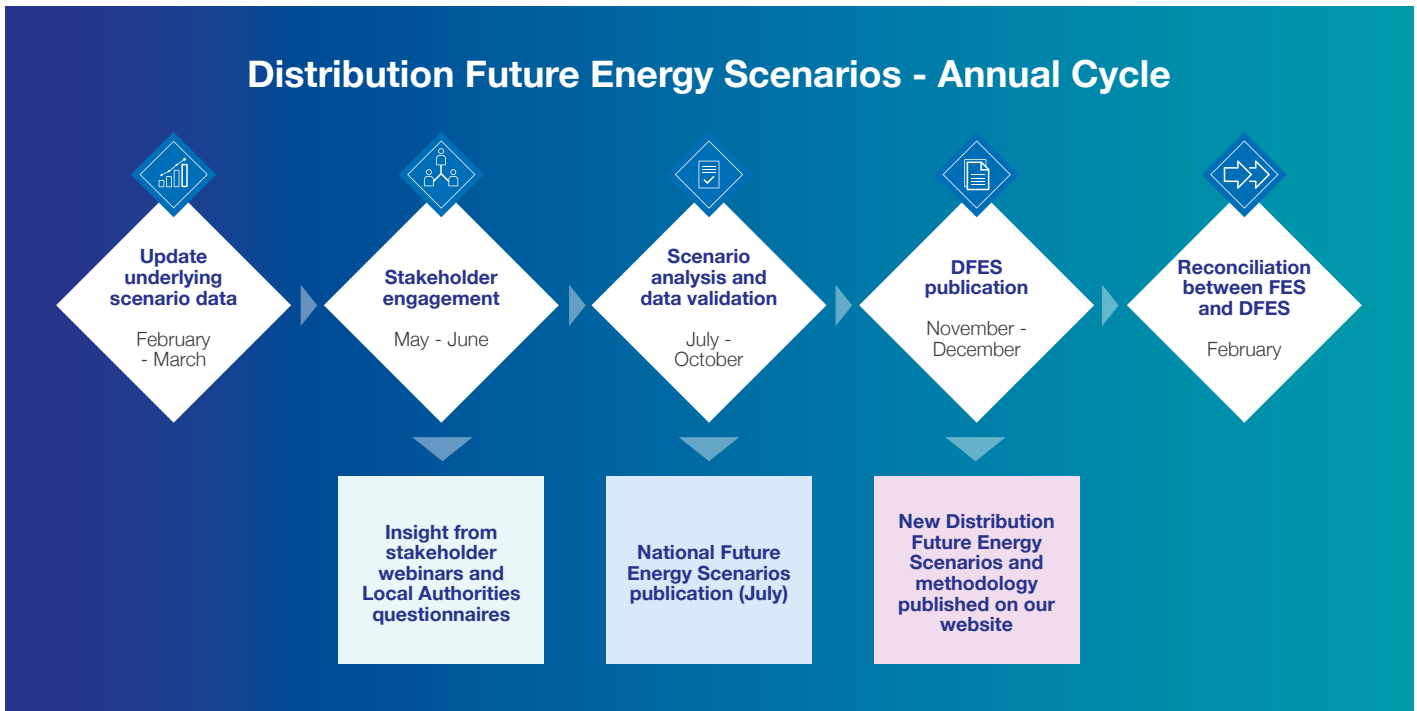 Distribution Future Energy Scenarios - Annual Cycle
Update
underlying
scenario data
February
- March
Stakeholder
engagement
May - June
Scenario
analysis and
data validation
July -
October
DFES
publication
November -
December
Reconciliation
between FES
and DFES
February
Insight from
stakeholder
webinars and
Local Authorities
questionnaires
National Future
Energy Scenarios
publication (July)
New Distribution
Future Energy
Scenarios and
methodology
published on our
website